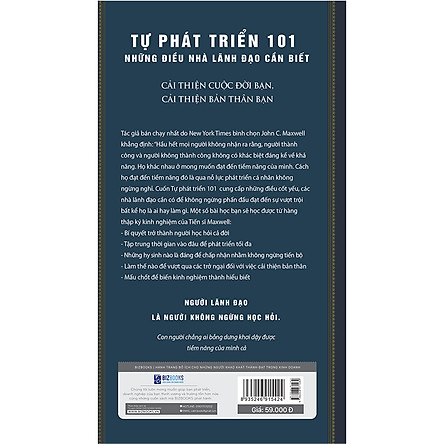 TỰ PHÁT TRIỂN 101
NHỮNG ĐIỀU NHÀ LÃNH ĐẠO CẦN BIẾT
CẢI THIỆN CUỘC ĐỜI BẠN,
CẢI THIỆN BẢN THÂN BẠN
Tác giả bán chạy nhất do New York Times bình chọn John C. Maxwell
khẳng định: "Hầu hết mọi người không nhận ra rằng, người thành
công và người không thành công không có khác biệt đáng kể về khả
năng. Họ khác nhau ở mong muốn đạt đến tiềm năng của mình. Cách
họ đạt đến tiềm năng đó là qua nỗ lực phát triển cá nhân không
ngừng nghỉ. Cuốn Tự phát triển 101 cung cấp những điều cốt yếu, các
nhà lãnh đạo cần có để không ngừng phấn đấu đạt đến sự vượt trội
bất kể họ là ai hay làm gì. Một số bài học bạn sẽ học được từ hàng
thập kỷ kinh nghiệm của Tiến sĩ Maxwell:
- Bí quyết trở thành người học hỏi cả đời
- Tập trung thời gian vào đâu để phát triển tối đa
- Những hy sinh nào là đáng để chấp nhận nhằm không ngừng tiến bộ
- Làm thế nào để vượt qua các trở ngại đối với việc cải thiện bản thân
- Mấu chốt để biến kinh nghiệm thành hiểu biết
NGƯỜI LÃNH ĐẠO
LÀ NGƯỜI KHÔNG NGỪNG HỌC HỎI.
Con người chẳng ai bỗng dưng khơi dậy được
tiềm năng của mình cả
BIZBOOKS
8 935246 915424
Giá: 59.000 Đ